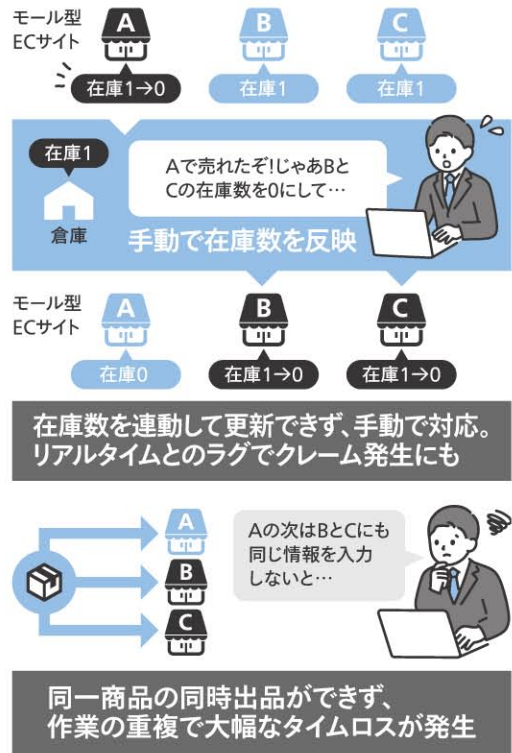 モール型
ECサイト
A
B
C
在庫1→0
在庫1
在庫1
在庫1
倉庫
Aで売れたぞ!じゃあBと
Cの在庫数を0にして…
手動で在庫数を反映
モール型
ECサイト
A
B
C
在庫0
在庫1→0
在庫1→0
在庫数を連動して更新できず、手動で対応。
リアルタイムとのラグでクレーム発生にも
A
B
C
Aの次はBとCにも
同じ情報を入力
しないと…
同一商品の同時出品ができず、
作業の重複で大幅なタイムロスが発生